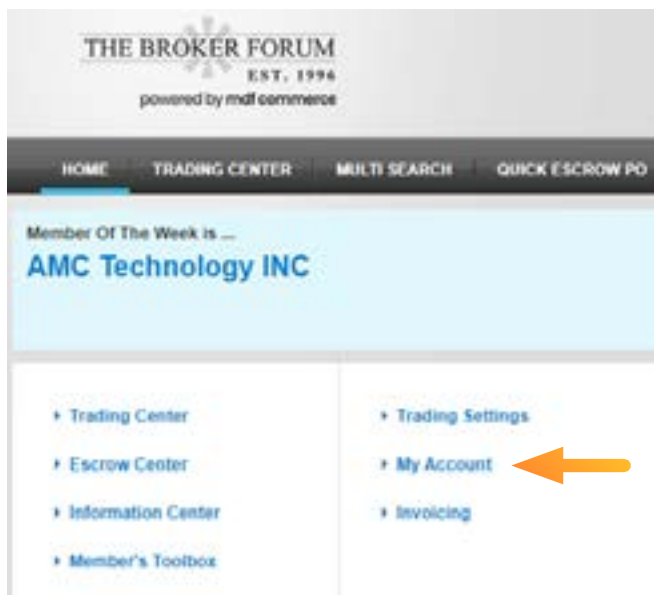 THE BROKER FORUM
EST. 1996
powered by mdf commerce
HOME TRADING CENTER MULTI SEARCH QUICK ESCROW PO
Member Of The Week is ...
AMC Technology INC
Trading Center
Escrow Center
Information Center
Member's Toolbox
Trading Settings
My Account
Invoicing